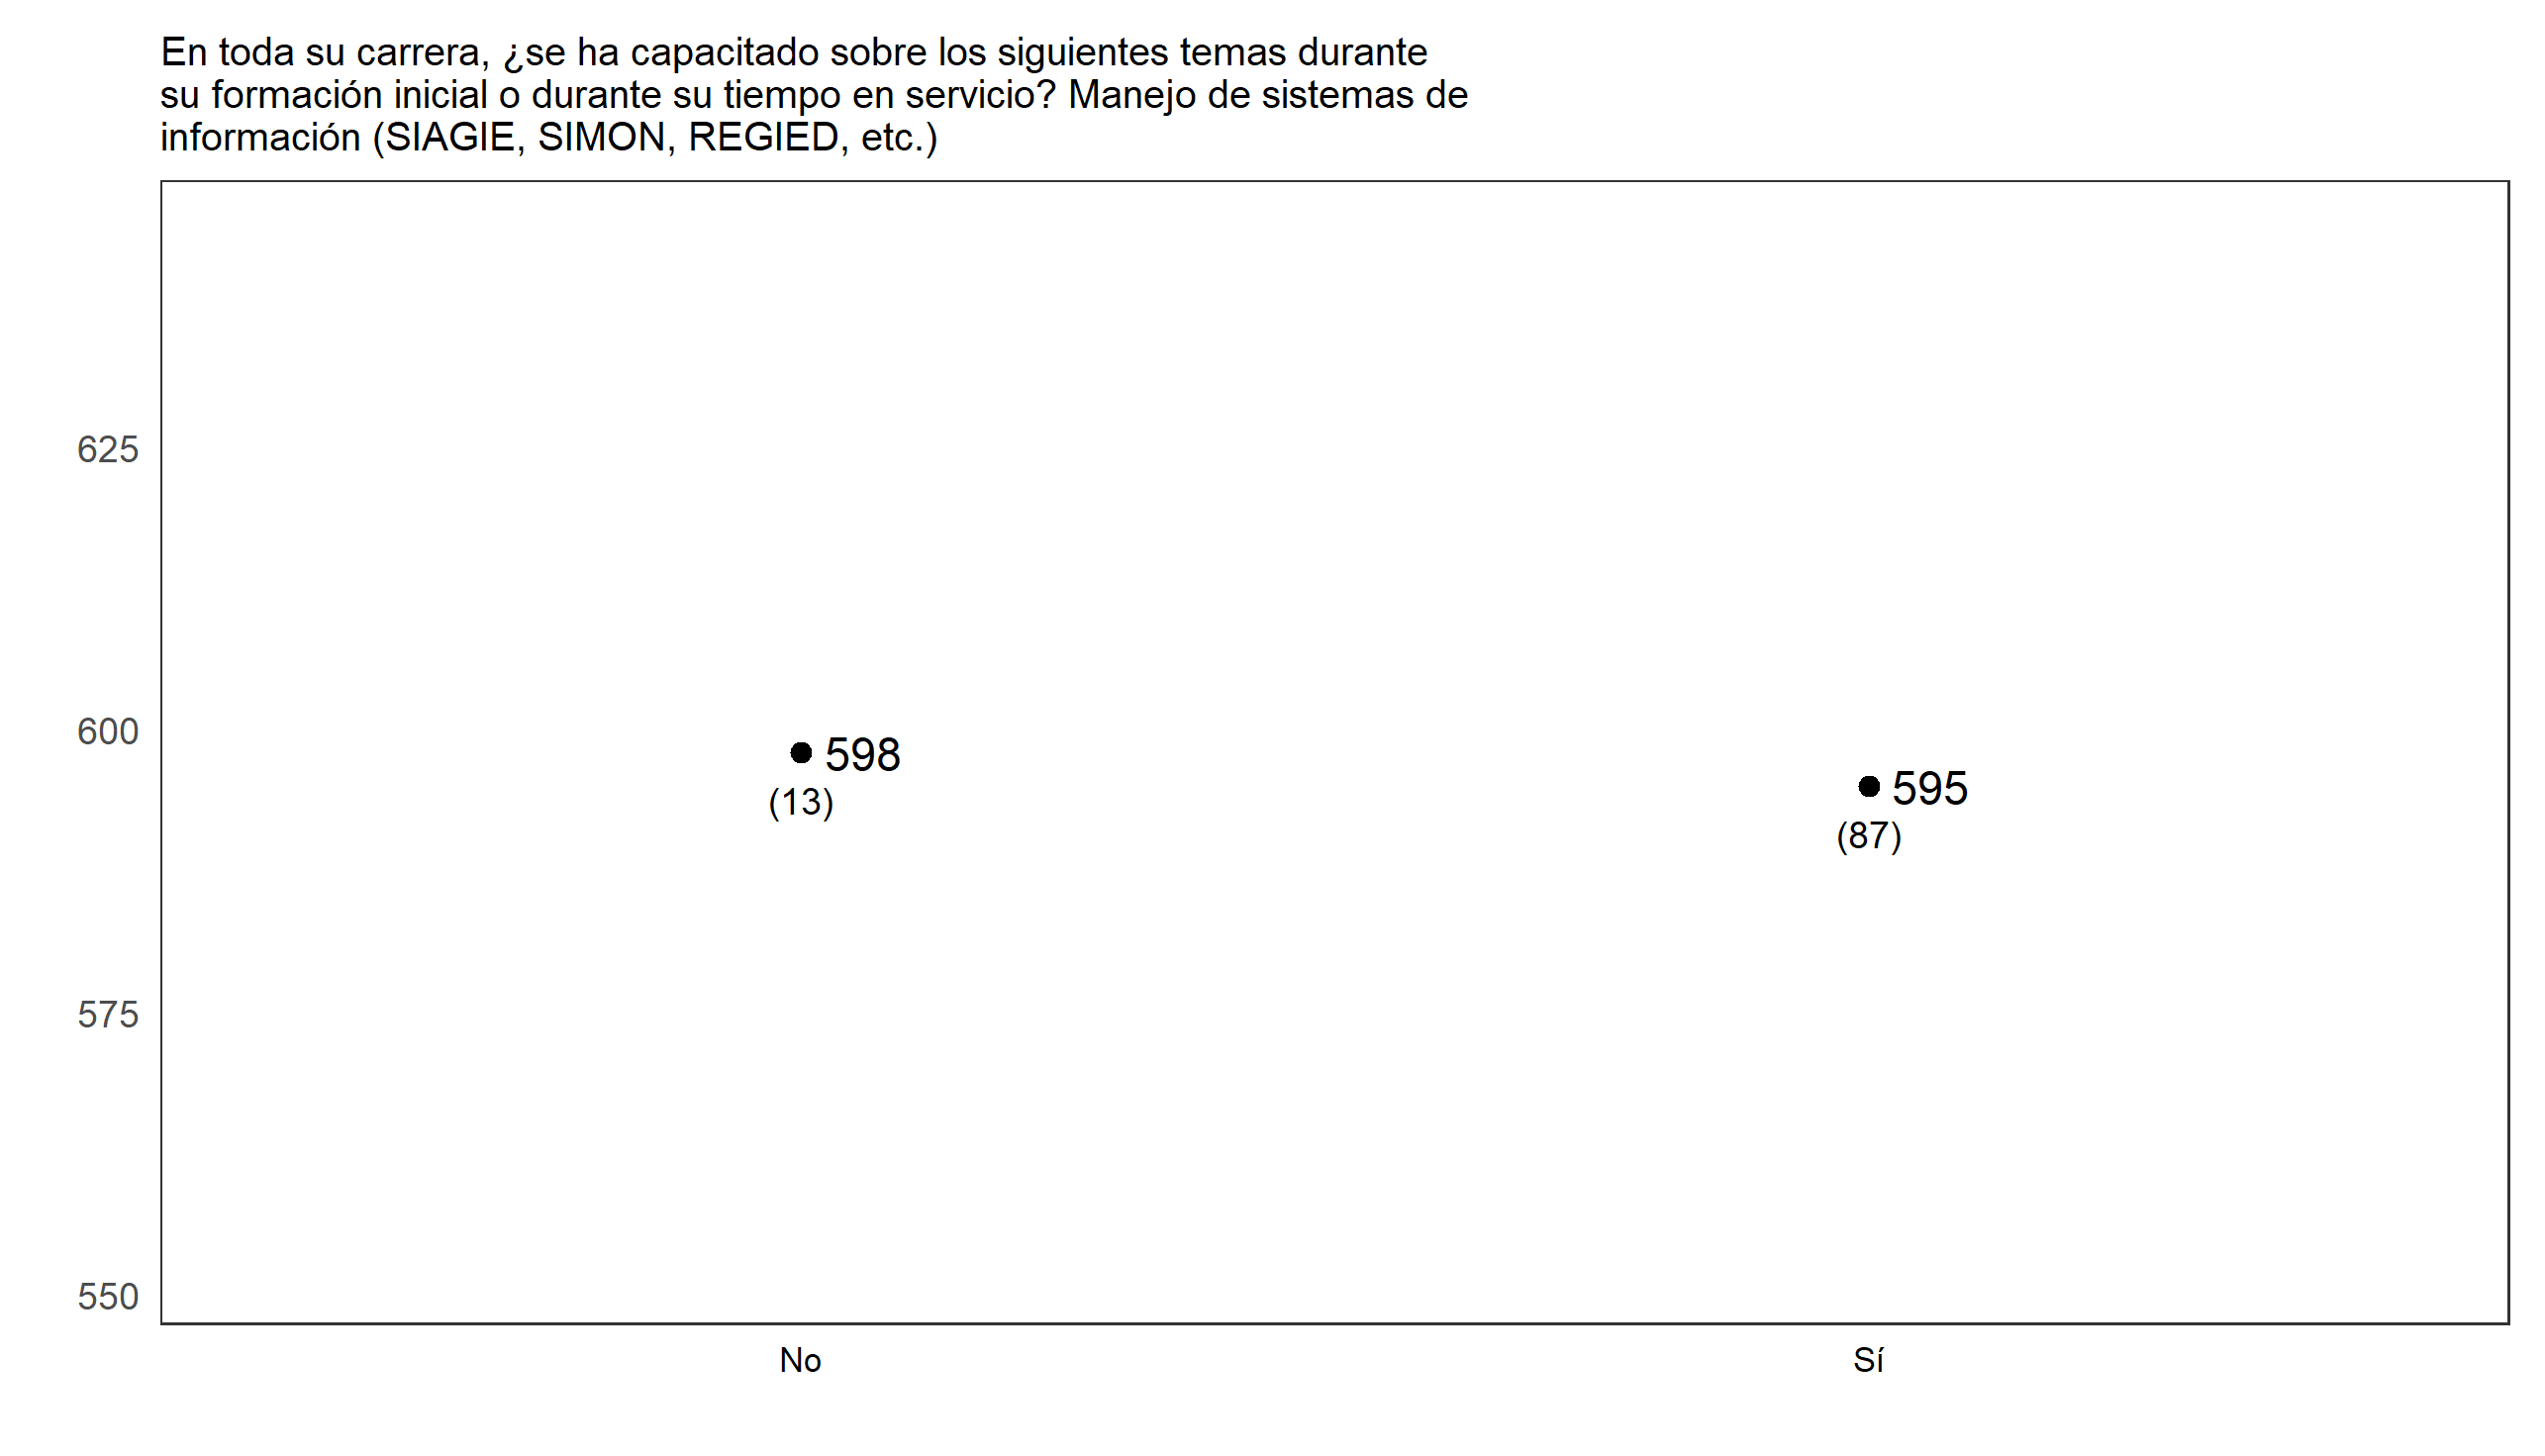 En toda su carrera, ¿se ha capacitado sobre los siguientes temas durante
su formación inicial o durante su tiempo en servicio? Manejo de sistemas de
información (SIAGIE, SIMON, REGIED, etc.)
625
600
598
(13)
595
(87)
575
550
No
Sí